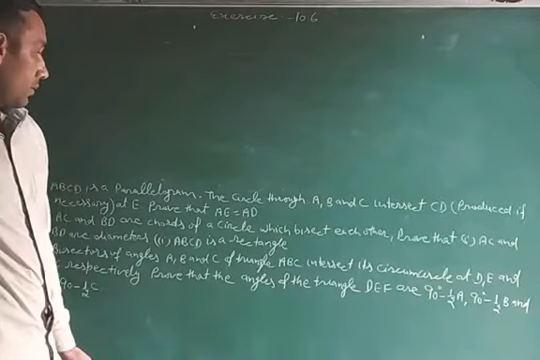 Exercise - 10.6
ABCD is a Parallelogram. The Circle through A, B and C intersect CD (Produced if
necessary) at E Prove that AE = AD
AC and BD are chords of a circle which bisect each other, Prove that (i) AC and
BD are diameters (ii) ABCD is a rectangle
Bisectors of angles A, B and C of triangle ABC intersect its circumcircle at D, E and
respectively Prove that the angles of the triangle DEF are 90°-1/2 A, 90°-1/2 B and
90-1/2 C